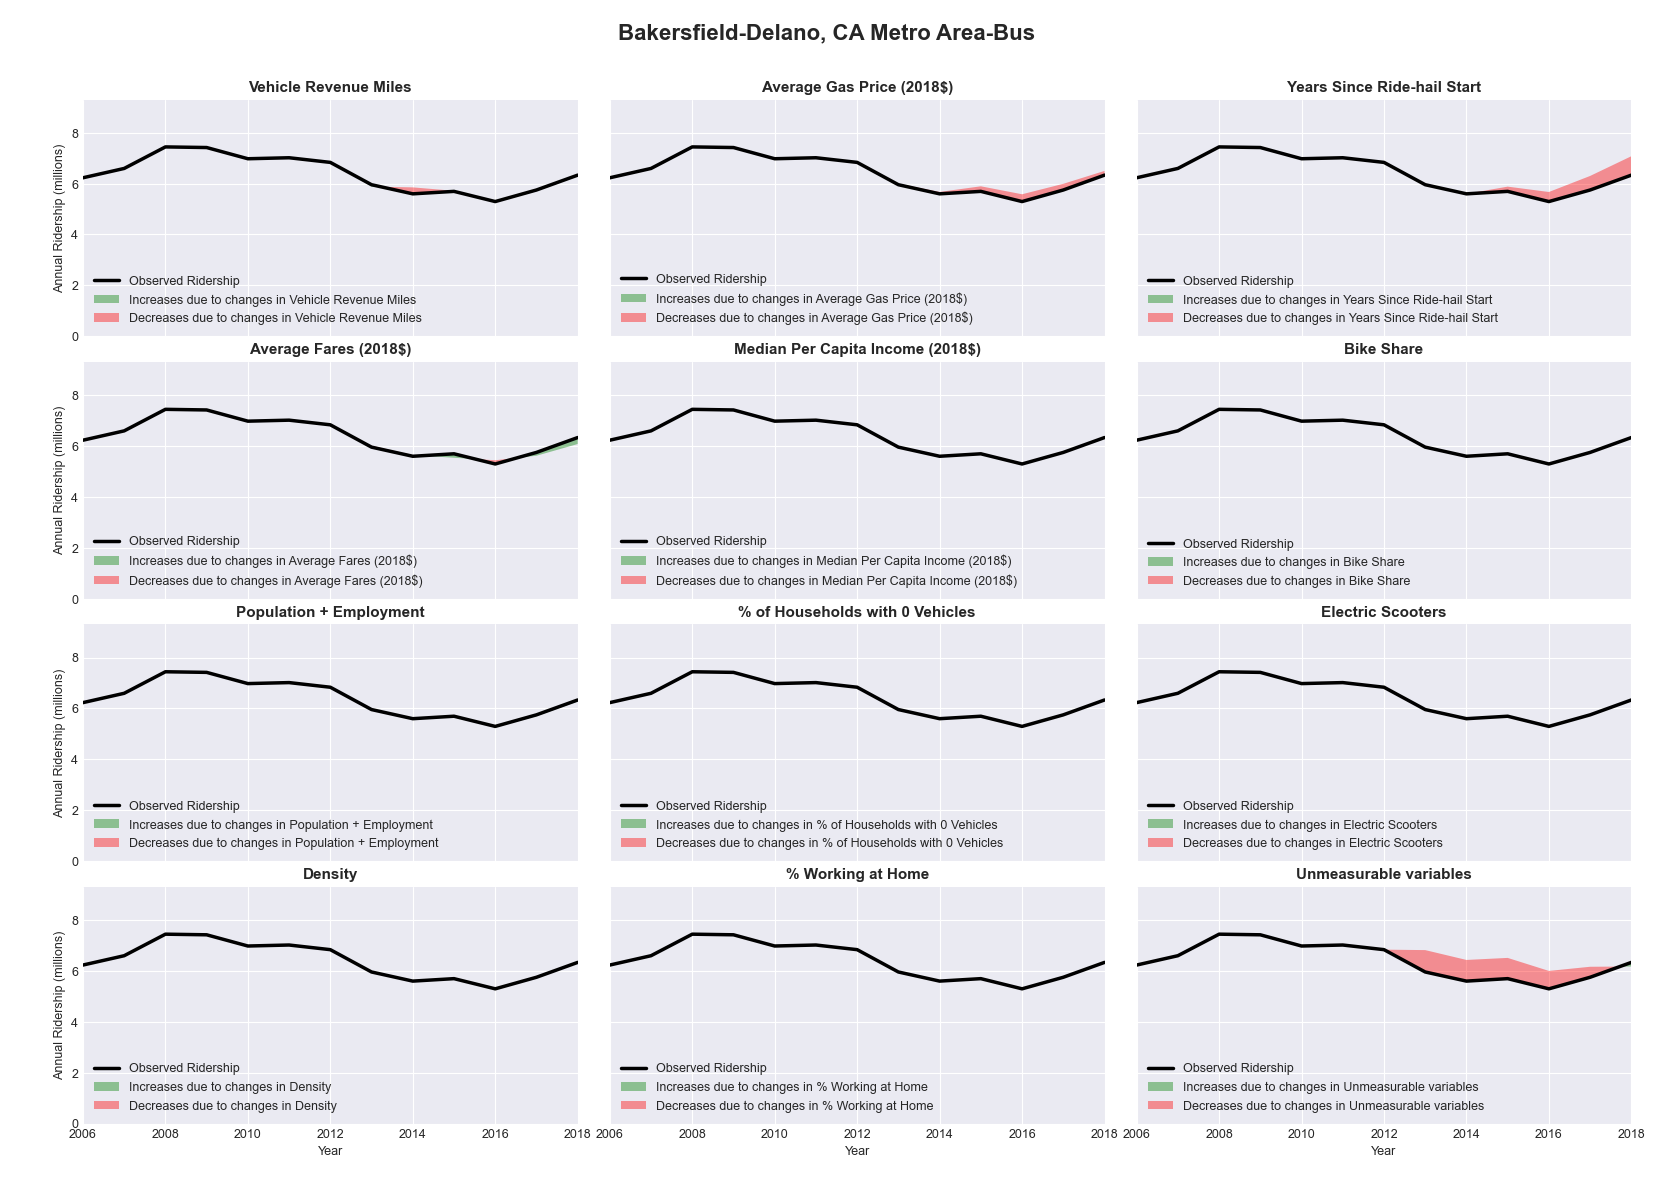 Bakersfield-Delano, CA Metro Area-Bus
Vehicle Revenue Miles
Annual Ridership (millions)
8
6
4
2
0
Observed Ridership
Increases due to changes in Vehicle Revenue Miles
Decreases due to changes in Vehicle Revenue Miles
Average Gas Price (2018$)
Observed Ridership
Increases due to changes in Average Gas Price (2018$)
Decreases due to changes in Average Gas Price (2018$)
Years Since Ride-hail Start
Observed Ridership
Increases due to changes in Years Since Ride-hail Start
Decreases due to changes in Years Since Ride-hail Start
Average Fares (2018$)
Annual Ridership (millions)
8
6
4
2
0
Observed Ridership
Increases due to changes in Average Fares (2018$)
Decreases due to changes in Average Fares (2018$)
Median Per Capita Income (2018$)
Observed Ridership
Increases due to changes in Median Per Capita Income (2018$)
Decreases due to changes in Median Per Capita Income (2018$)
Bike Share
Observed Ridership
Increases due to changes in Bike Share
Decreases due to changes in Bike Share
Population + Employment
Annual Ridership (millions)
8
6
4
2
0
Observed Ridership
Increases due to changes in Population + Employment
Decreases due to changes in Population + Employment
% of Households with 0 Vehicles
Observed Ridership
Increases due to changes in % of Households with 0 Vehicles
Decreases due to changes in % of Households with 0 Vehicles
Electric Scooters
Observed Ridership
Increases due to changes in Electric Scooters
Decreases due to changes in Electric Scooters
Density
Annual Ridership (millions)
8
6
4
2
0
Observed Ridership
Increases due to changes in Density
Decreases due to changes in Density
2006 2008 2010 2012 2014 2016 2018
Year
% Working at Home
Observed Ridership
Increases due to changes in % Working at Home
Decreases due to changes in % Working at Home
2006 2008 2010 2012 2014 2016 2018
Year
Unmeasurable variables
Observed Ridership
Increases due to changes in Unmeasurable variables
Decreases due to changes in Unmeasurable variables
2006 2008 2010 2012 2014 2016 2018
Year